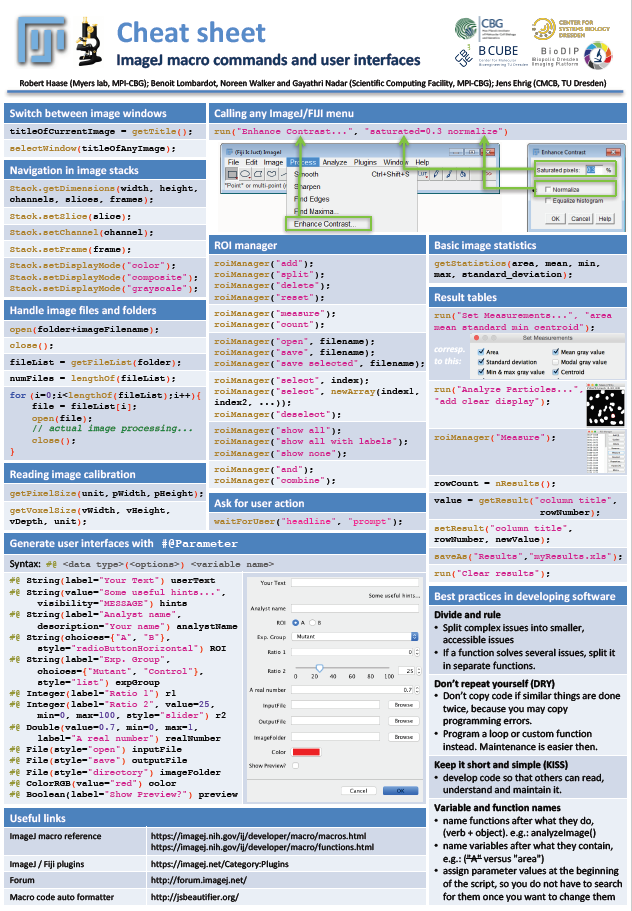 Cheat sheet
ImageJ macro commands and user interfaces
CBG
CENTER FOR
SYSTEMS BIOLOGY
DRESDEN
B CUBE
Center for Molecular
Bioengineering TU Dresden
BioDIP
Biopolis Dresden
Imaging Platform
Robert Haase (Myers lab, MPI-CBG); Benoit Lombardot, Noreen Walker and Gayathri Nadar (Scientific Computing Facility, MPI-CBG); Jens Ehrig (CMCB, TU Dresden)
Switch between image windows
titleOfCurrentImage = getTitle();
selectWindow(titleOfAnyImage);
Navigation in image stacks
Stack.getDimensions(width, height,
channels, slices, frames);
Stack.setSlice(slice);
Stack.setChannel(channel);
Stack.setFrame(frame);
Stack.setDisplayMode("color");
Stack.setDisplayMode("composite");
Stack.setDisplayMode("grayscale");
Handle image files and folders
open(folder+imageFilename);
close();
fileList = getFileList(folder);
numFiles = lengthOf(fileList);
for (i=0;i<lengthOf(fileList);i++){
file = fileList[i];
open(file);
// actual image processing...
close();
}
Reading image calibration
getPixelSize(unit, pWidth, pHeight);
getVoxelSize(vWidth, vHeight,
vDepth, unit);
Calling any ImageJ/FIJI menu
run("Enhance Contrast...", "saturated=0.3 normalize")
(Fiji Is Just) ImageJ
File Edit Image Process Analyze Plugins Window Help
Smooth Ctrl+Shift+S
Sharpen
Find Edges
Find Maxima...
Enhance Contrast...
"Point" or multi-point
Enhance Contrast
Saturated pixels: 0.3 %
Normalize
Equalize histogram
OK Cancel Help
ROI manager
roiManager("add");
roiManager("split");
roiManager("delete");
roiManager("reset");
roiManager("measure");
roiManager("count");
roiManager("open", filename);
roiManager("save", filename);
roiManager("save selected", filename);
roiManager("select", index);
roiManager("select", newArray(index1,
index2, ...));
roiManager("deselect");
roiManager("show all");
roiManager("show all with labels");
roiManager("show none");
roiManager("and");
roiManager("combine");
Ask for user action
waitForUser("headline", "prompt");
Basic image statistics
getStatistics(area, mean, min,
max, standard_deviation);
Result tables
run("Set Measurements...", "area
mean standard min centroid");
corresp.
to this:
Set Measurements
Area Mean gray value
Standard deviation Modal gray value
Min & max gray value Centroid
run("Analyze Particles...",
"add clear display");
roiManager("Measure");
rowCount = nResults();
value = getResult("column title",
rowNumber);
setResult("column title",
rowNumber, newValue);
saveAs("Results","myResults.xls");
run("Clear results");
Generate user interfaces with #@Parameter
Syntax: #@ <data type>(<options>) <variable name>
#@ String(label="Your Text") userText
#@ String(value="Some useful hints...",
visibility="MESSAGE") hints
#@ String(label="Analyst name",
description="Your name") analystName
#@ String(choices={"A", "B"},
style="radioButtonHorizontal") ROI
#@ String(label="Exp. Group",
choices={"Mutant", "Control"},
style="list") expGroup
#@ Integer(label="Ratio 1") r1
#@ Integer(label="Ratio 2", value=25,
min=0, max=100, style="slider") r2
#@ Double(value=0.7, min=0, max=1,
label="A real number") realNumber
#@ File(style="open") inputFile
#@ File(style="save") outputFile
#@ File(style="directory") imageFolder
#@ ColorRGB(value="red") color
#@ Boolean(label="Show Preview?") preview
Your Text
Some useful hints...
Analyst name
ROI A B
Exp. Group Mutant
Ratio 1 0
Ratio 2 25
0 20 40 60 80 100
A real number 0.7
InputFile Browse
OutputFile Browse
ImageFolder Browse
Color
Show Preview?
Cancel OK
Best practices in developing software
Divide and rule
• Split complex issues into smaller,
accessible issues
• If a function solves several issues, split it
in separate functions.
Don't repeat yourself (DRY)
• Don't copy code if similar things are done
twice, because you may copy
programming errors.
• Program a loop or custom function
instead. Maintenance is easier then.
Keep it short and simple (KISS)
• develop code so that others can read,
understand and maintain it.
Variable and function names
• name functions after what they do,
(verb + object). e.g.: analyzeImage()
• name variables after what they contain,
e.g.: ("A" versus "area")
• assign parameter values at the beginning
of the script, so you do not have to search
for them once you want to change them
Useful links
ImageJ macro reference
https://imagej.nih.gov/ij/developer/macro/macros.html
https://imagej.nih.gov/ij/developer/macro/functions.html
ImageJ / Fiji plugins https://imagej.net/Category:Plugins
Forum http://forum.imagej.net/
Macro code auto formatter http://jsbeautifier.org/